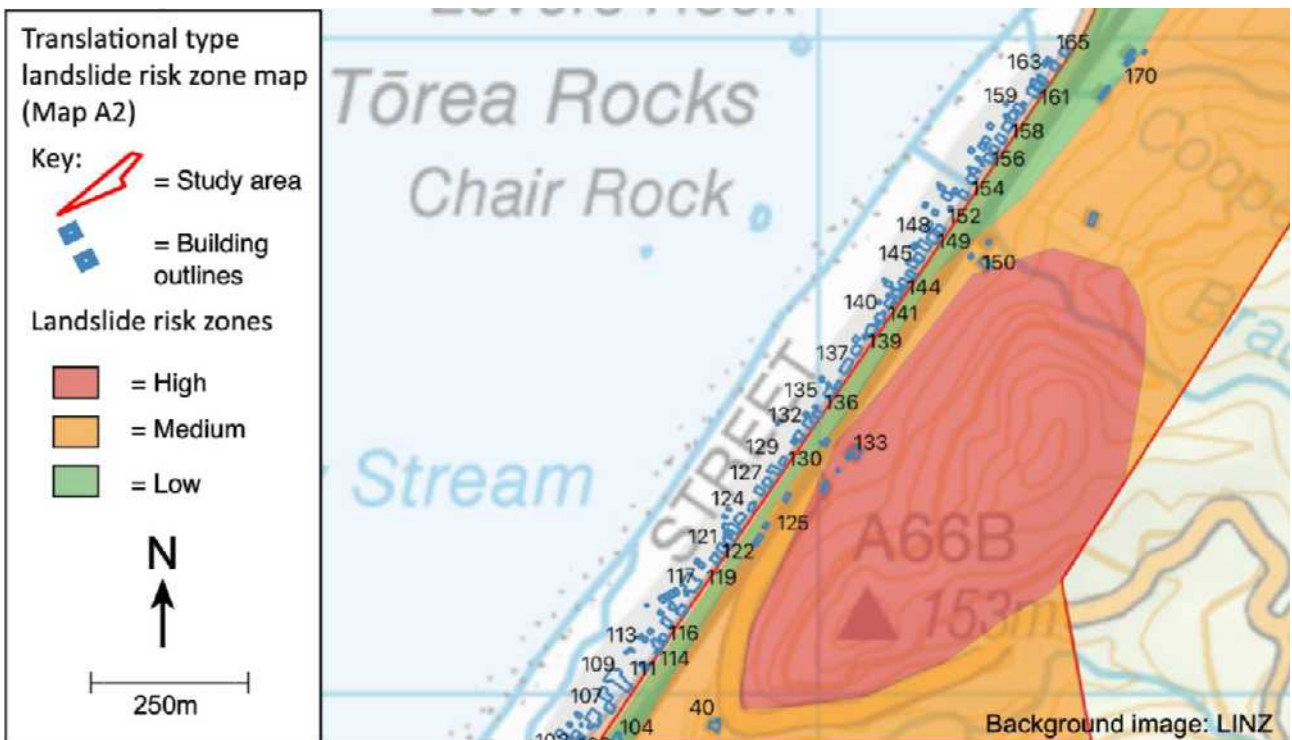 Translational type
landslide risk zone map
(Map A2)
Key:
= Study area
= Building
outlines
Landslide risk zones
= High
= Medium
= Low
N
250m
Tōrea Rocks
Chair Rock
Stream
STREET
165
163
170
161
159
158
156
154
152
148
149
145
150
144
140
141
139
137
135
136
132
133
129
130
127
124
125
121
122
119
117
116
113
114
111
109
107
104
40
A66B
153m
Background image: LINZ